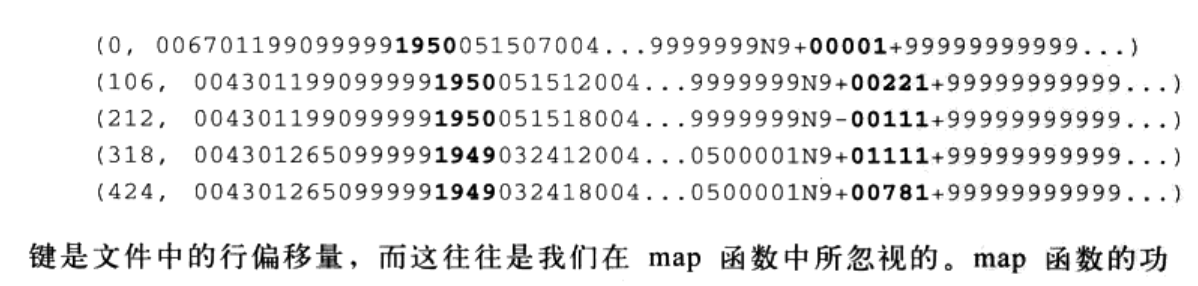 (0, 0067011990999991950051507004...9999999N9+00001+99999999999...)
(106, 0043011990999991950051512004...9999999N9+00221+99999999999...)
(212, 0043011990999991950051518004...9999999N9-00111+99999999999...)
(318, 0043012650999991949032412004...0500001N9+01111+99999999999...)
(424, 0043012650999991949032418004...0500001N9+00781+99999999999...)
键是文件中的行偏移量，而这往往是我们在 map 函数中所忽视的。map 函数的功